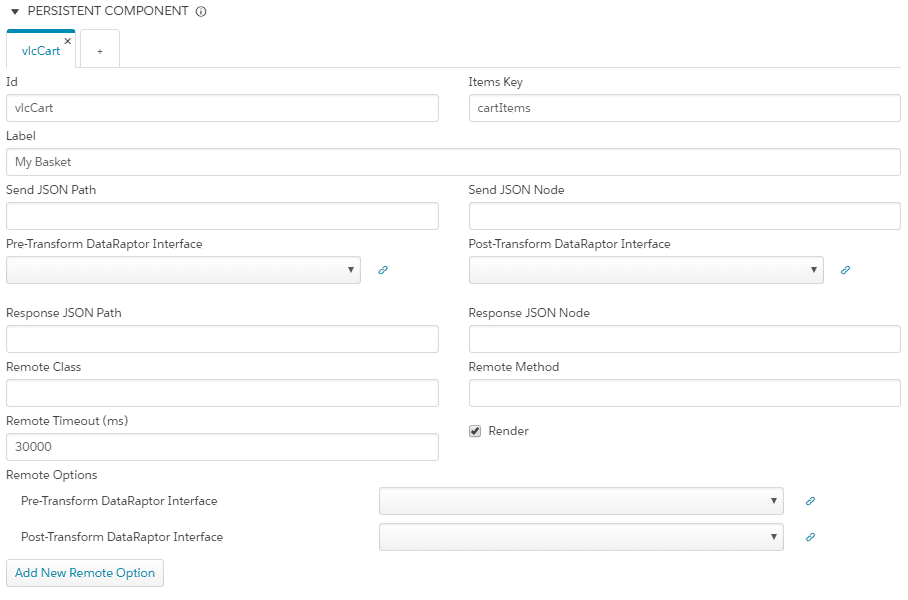 PERSISTENT COMPONENT
vlcCart
+
Id Items Key
vlcCart cartItems
Label
My Basket
Send JSON Path Send JSON Node
Pre-Transform DataRaptor Interface Post-Transform DataRaptor Interface
Response JSON Path Response JSON Node
Remote Class Remote Method
Remote Timeout (ms)
Render
30000
Remote Options
Pre-Transform DataRaptor Interface
Post-Transform DataRaptor Interface
Add New Remote Option